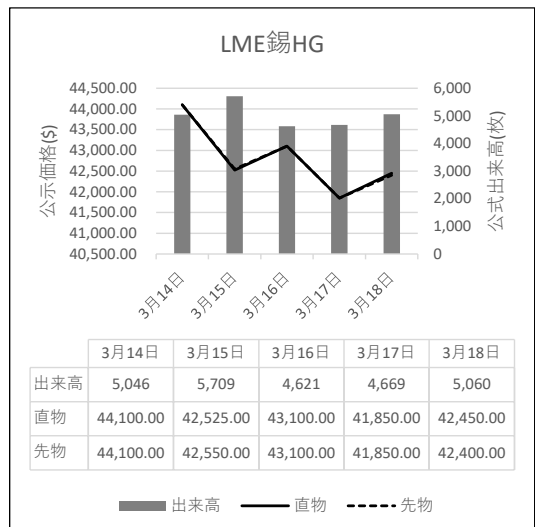 LME錫HG
公示価格($)
44,500.00
44,000.00
43,500.00
43,000.00
42,500.00
42,000.00
41,500.00
41,000.00
40,500.00
6,000
5,000
4,000
3,000
2,000
1,000
0
公式出来高(枚)
3月14日 3月15日 3月16日 3月17日 3月18日
3月14日 3月15日 3月16日 3月17日 3月18日
出来高 5,046 5,709 4,621 4,669 5,060
直物 44,100.00 42,525.00 43,100.00 41,850.00 42,450.00
先物 44,100.00 42,550.00 43,100.00 41,850.00 42,400.00
出来高 直物 先物